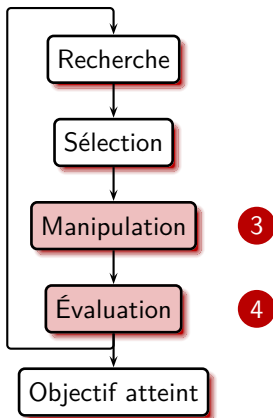 Recherche
Sélection
Manipulation 3
Évaluation 4
Objectif atteint